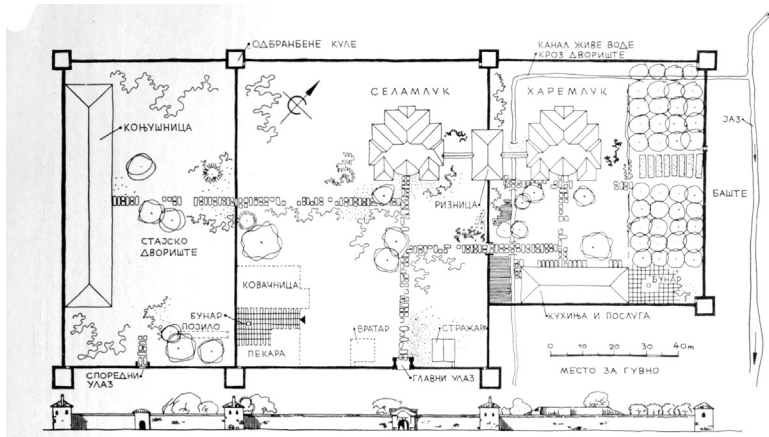 ОДБРАНБЕНЕ КУЛЕ
КАНАЛ ЖИВЕ ВОДЕ
КРОЗ ДВОРИШТЕ
СЕЛАМЛУК
ХАРЕМЛУК
КОЊУШНИЦА
ЈАЗ
БАШТЕ
РИЗНИЦА
СТАЈСКО
ДВОРИШТЕ
КОВАЧНИЦА
БУНАР
БУНАР
ПОЈИЛО
КУХИЊА И ПОСЛУГА
ВРАТАР
СТРАЖАРА
ПЕКАРА
0 10 20 30 40 m
СПОРЕДНИ
УЛАЗ
ГЛАВНИ УЛАЗ
МЕСТО ЗА ГУВНО